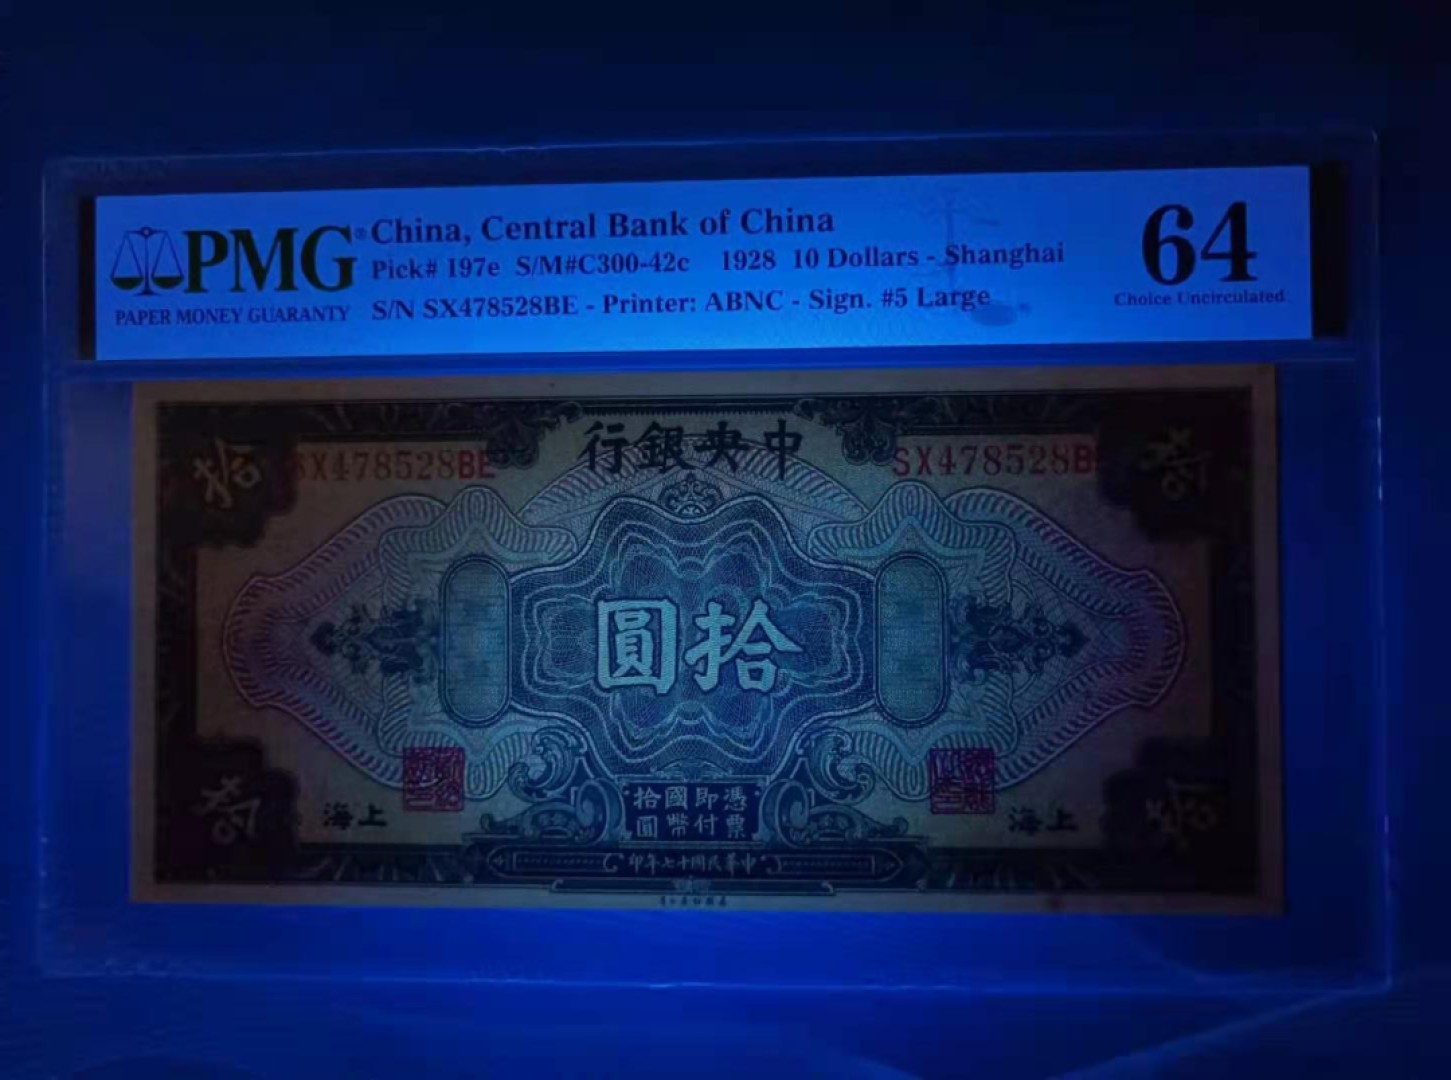 PMG
PAPER MONEY GUARANTY
China, Central Bank of China
Pick# 197e S/M#C300-42c 1928 10 Dollars - Shanghai
S/N SX478528BE - Printer: ABNC - Sign. #5 Large
64
Choice Uncirculated
行銀央中
拾
SX478528BE
SX478528B
圓拾
拾國即憑
圓幣付票
海上
海上
印年七十國民華中